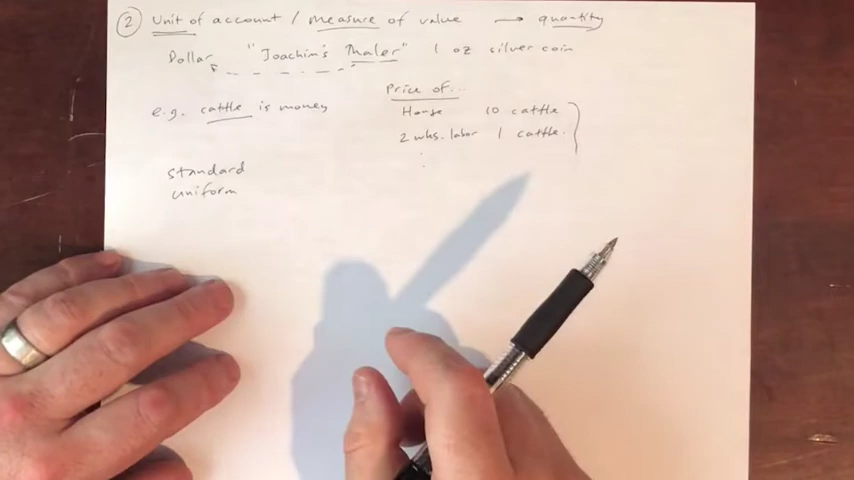 ② Unit of account / measure of value → quantity
Dollar "Joachim's Thaler" 1 oz silver coin
Price of...
e.g. cattle is money
House 10 cattle
2 wks. labor 1 cattle.
standard
uniform